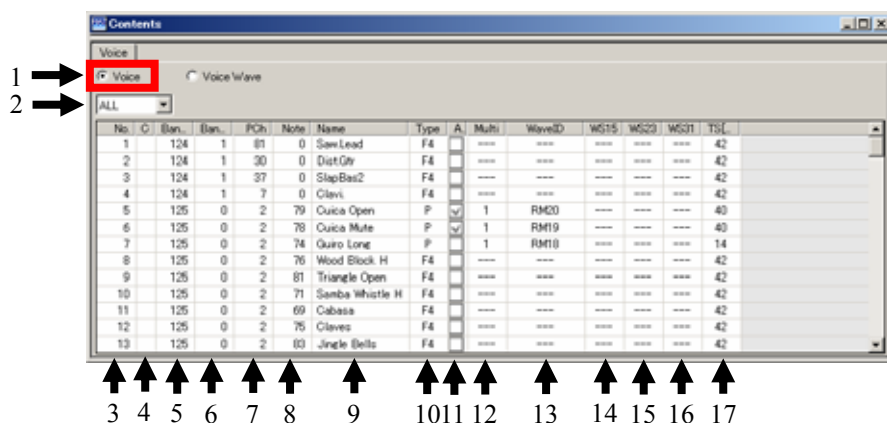 Contents
Voice
1 Voice Voice Wave
2 ALL
No. C Ban... Ban... PCh Note Name Type A. Multi WaveID WS15 WS23 WS31 TS[...
1 124 1 81 0 Saw.Lead F4 --- --- --- --- --- 42
2 124 1 30 0 Dist.Gtr F4 --- --- --- --- --- 42
3 124 1 37 0 SlapBas2 F4 --- --- --- --- --- 42
4 124 1 7 0 Clavi. F4 --- --- --- --- --- 42
5 125 0 2 79 Cuica Open P 1 RM20 --- --- --- 40
6 125 0 2 78 Cuica Mute P 1 RM19 --- --- --- 40
7 125 0 2 74 Guiro Long P 1 RM18 --- --- --- 14
8 125 0 2 76 Wood Block H F4 --- --- --- --- --- 42
9 125 0 2 81 Triangle Open F4 --- --- --- --- --- 42
10 125 0 2 71 Samba Whistle H F4 --- --- --- --- --- 42
11 125 0 2 69 Cabasa F4 --- --- --- --- --- 42
12 125 0 2 75 Claves F4 --- --- --- --- --- 42
13 125 0 2 83 Jingle Bells F4 --- --- --- --- --- 42
3 4 5 6 7 8 9 10 11 12 13 14 15 16 17